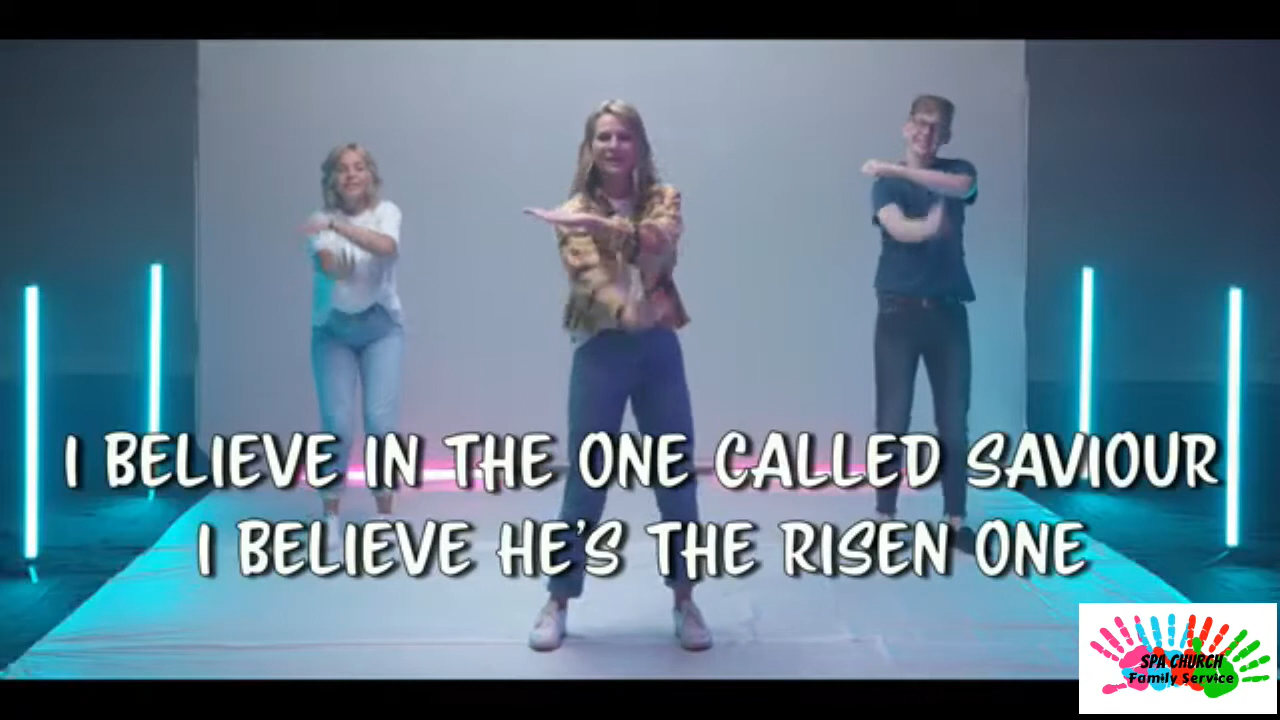 I BELIEVE IN THE ONE CALLED SAVIOUR
I BELIEVE HE'S THE RISEN ONE
SPA CHURCH
Family Service